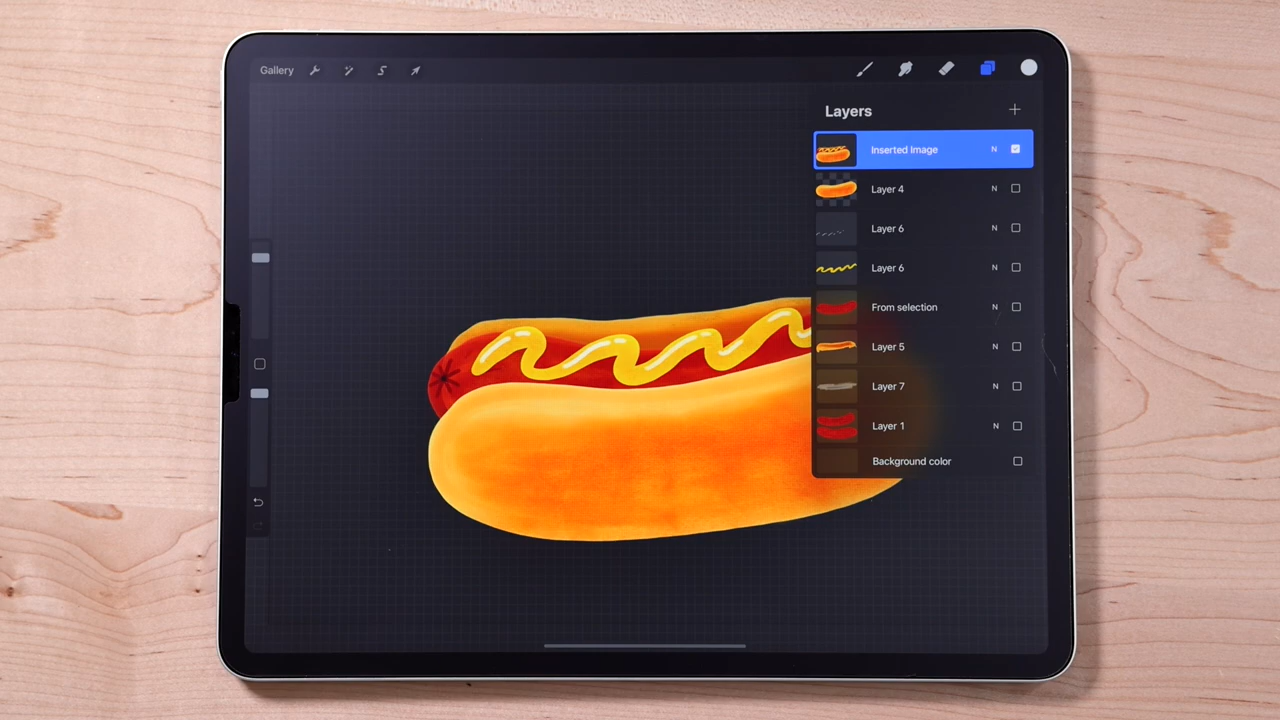 Gallery
Layers
Inserted Image N
Layer 4 N
Layer 6 N
Layer 6 N
From selection N
Layer 5 N
Layer 7 N
Layer 1 N
Background color